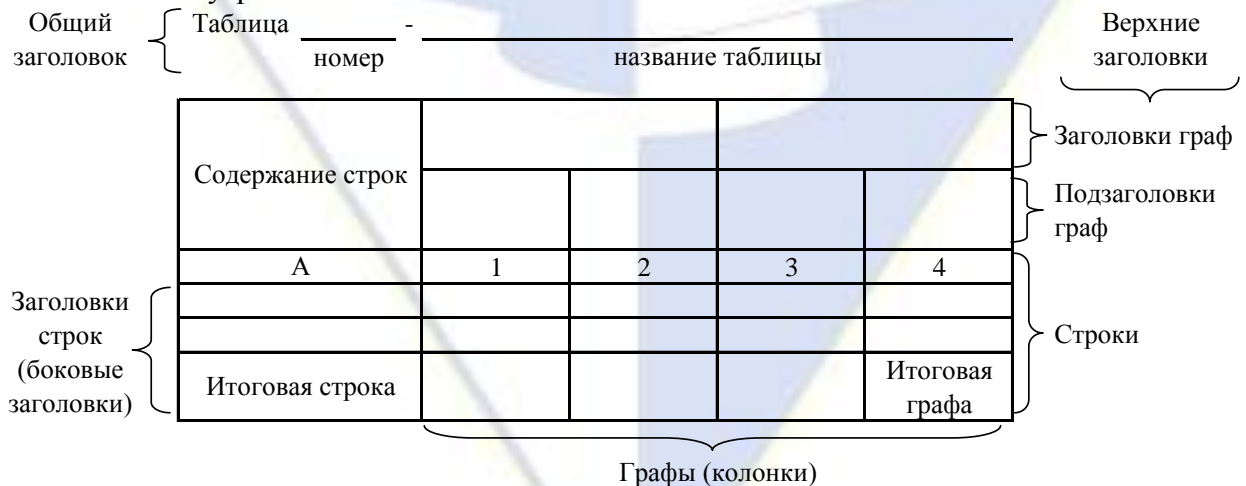 Общий
заголовок
Таблица -
номер
название таблицы
Верхние
заголовки
Содержание строк
Заголовки граф
Подзаголовки
граф
А 1 2 3 4
Заголовки
строк
(боковые
заголовки)
Строки
Итоговая строка
Итоговая
графа
Графы (колонки)